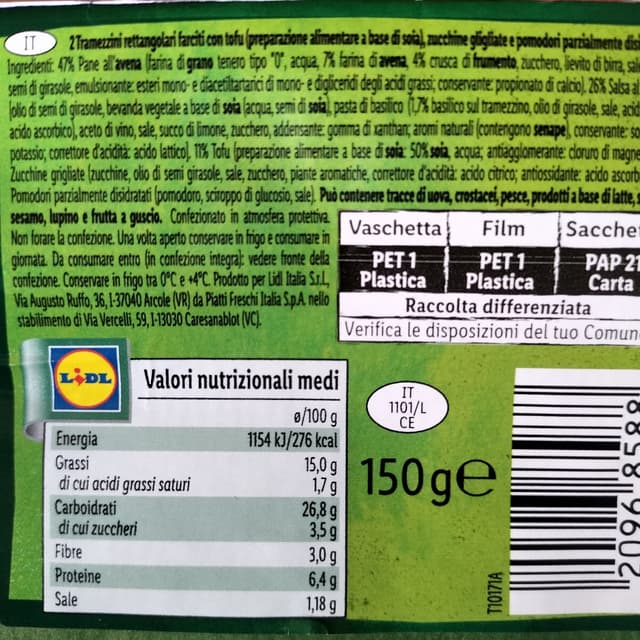 IT
2 Tramezzini rettangolari farciti con tofu (preparazione alimentare a base di soia), zucchine grigliate e pomodori parzialmente
Ingredienti: 47% Pane all'avena (farina di grano tenero tipo "0", acqua, 7% farina di avena, 4% crusca di frumento, zucchero, lievito di birra,
semi di girasole, emulsionante: esteri mono- e diacetiltartarici di mono- e digliceridi degli acidi grassi; conservante: propionato di calcio). 26% Salsa
(olio di semi di girasole, bevanda vegetale a base di soia (acqua, semi di soia), pasta di basilico (1,7% basilico sul tramezzino, olio di girasole, sale,
acido ascorbico), aceto di vino, sale, succo di limone, zucchero, addensante: gomma di xanthan; aromi naturali (contengono senape), conservante:
potassio; correttore d'acidità: acido lattico). 11% Tofu (preparazione alimentare a base di soia: 50% soia, acqua; antiagglomerante: cloruro di
Zucchine grigliate (zucchine, olio di semi girasole, sale, zucchero, piante aromatiche, correttore d'acidità: acido citrico; antiossidante: acido
Pomodori parzialmente disidratati (pomodoro, sciroppo di glucosio, sale). Può contenere tracce di uova, crostacei, pesce, prodotti a base di latte,
sesamo, lupino e frutta a guscio. Confezionato in atmosfera protettiva.
Non forare la confezione. Una volta aperto conservare in frigo e consumare in
giornata. Da consumare entro (in confezione integra): vedere fronte della
confezione. Conservare in frigo tra 0°C e +4°C. Prodotto per Lidl Italia S.r.l.,
Via Augusto Ruffo, 36, I-37040 Arcole (VR) da Piatti Freschi Italia S.p.A. nello
stabilimento di Via Vercelli, 59, I-13030 Caresanablot (VC).
Vaschetta Film
PET 1 PET 1 PAP 21
Plastica Plastica Carta
Raccolta differenziata
Verifica le disposizioni del tuo
LIDL
Valori nutrizionali medi
ø/100 g
Energia 1154 kJ/276 kcal
Grassi 15,0 g
di cui acidi grassi saturi 1,7 g
Carboidrati 26,8 g
di cui zuccheri 3,5 g
Fibre 3,0 g
Proteine 6,4 g
Sale 1,18 g
IT
1101/L
CE
150 g e
T10171A